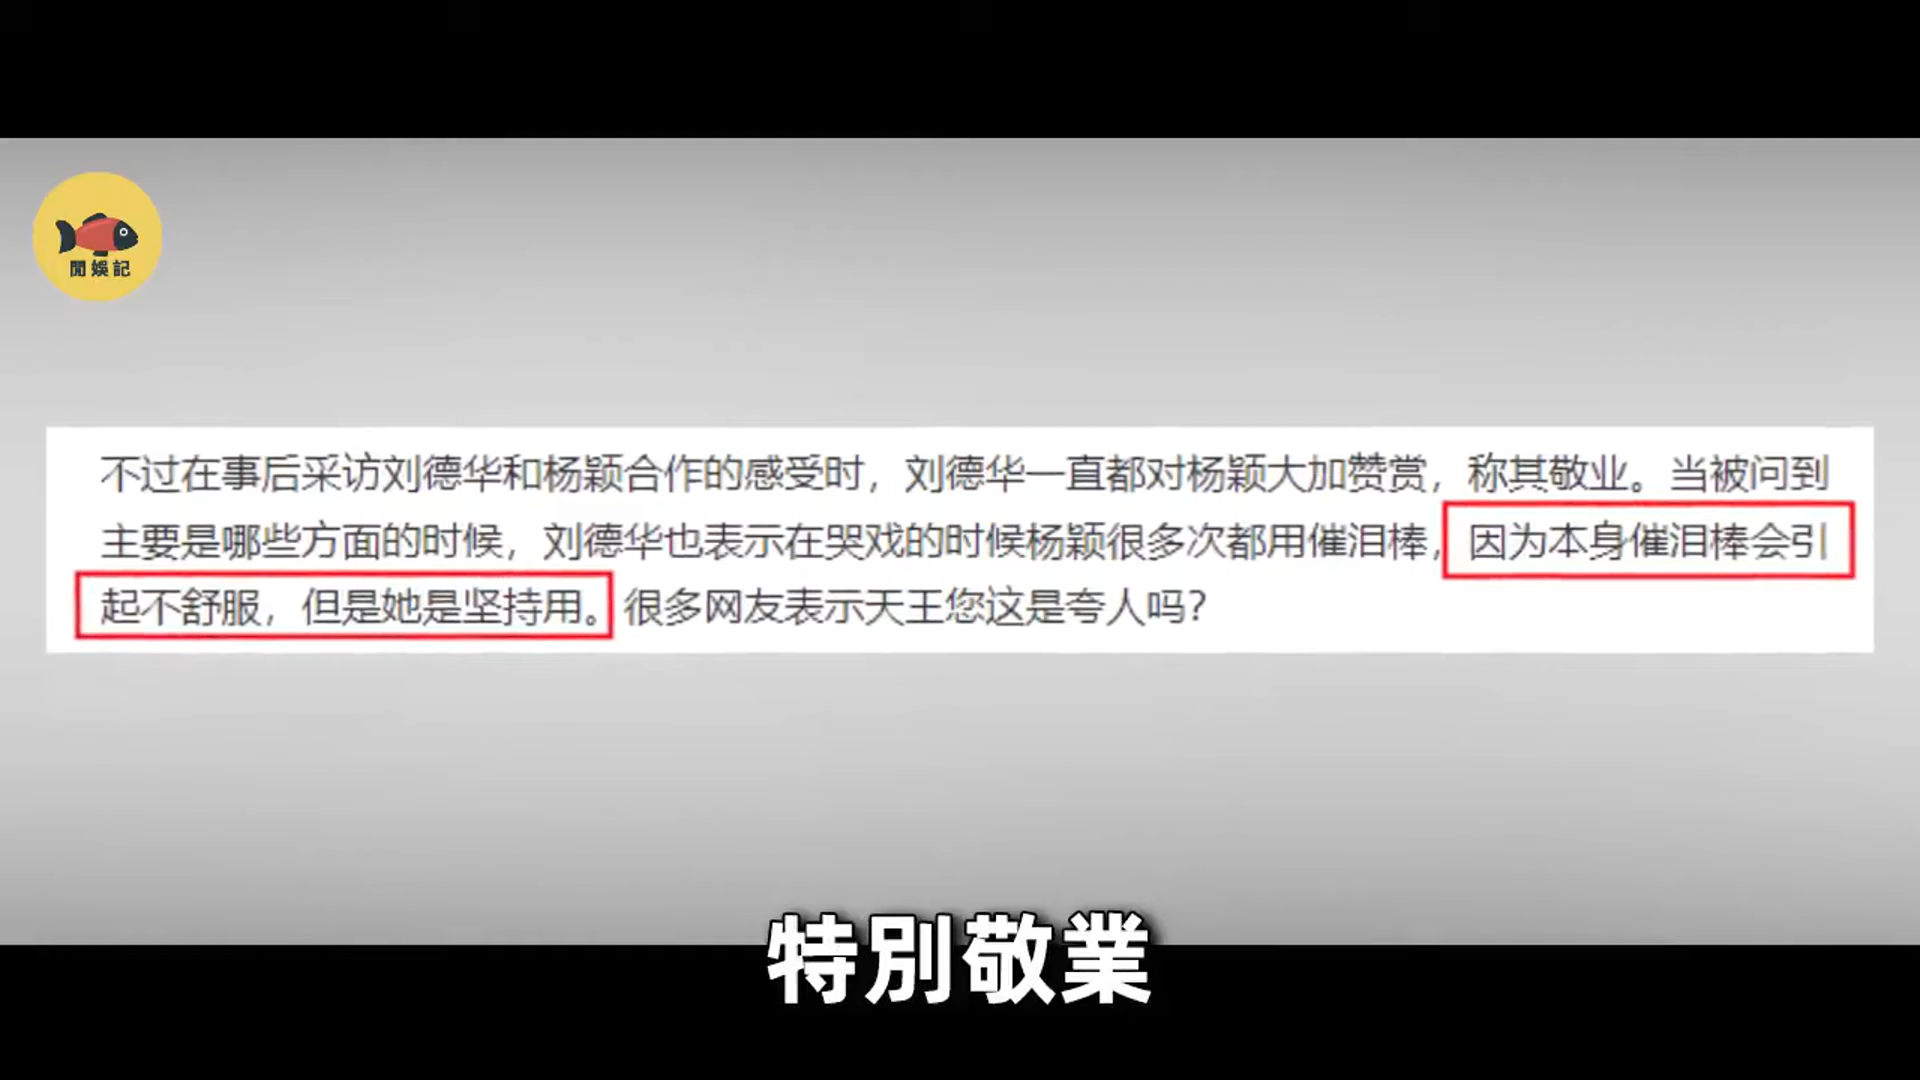 閒娛記
不过在事后采访刘德华和杨颖合作的感受时，刘德华一直都对杨颖大加赞赏，称其敬业。当被问到
主要是哪些方面的时候，刘德华也表示在哭戏的时候杨颖很多次都用催泪棒，因为本身催泪棒会引
起不舒服，但是她是坚持用。很多网友表示天王您这是夸人吗？
特別敬業